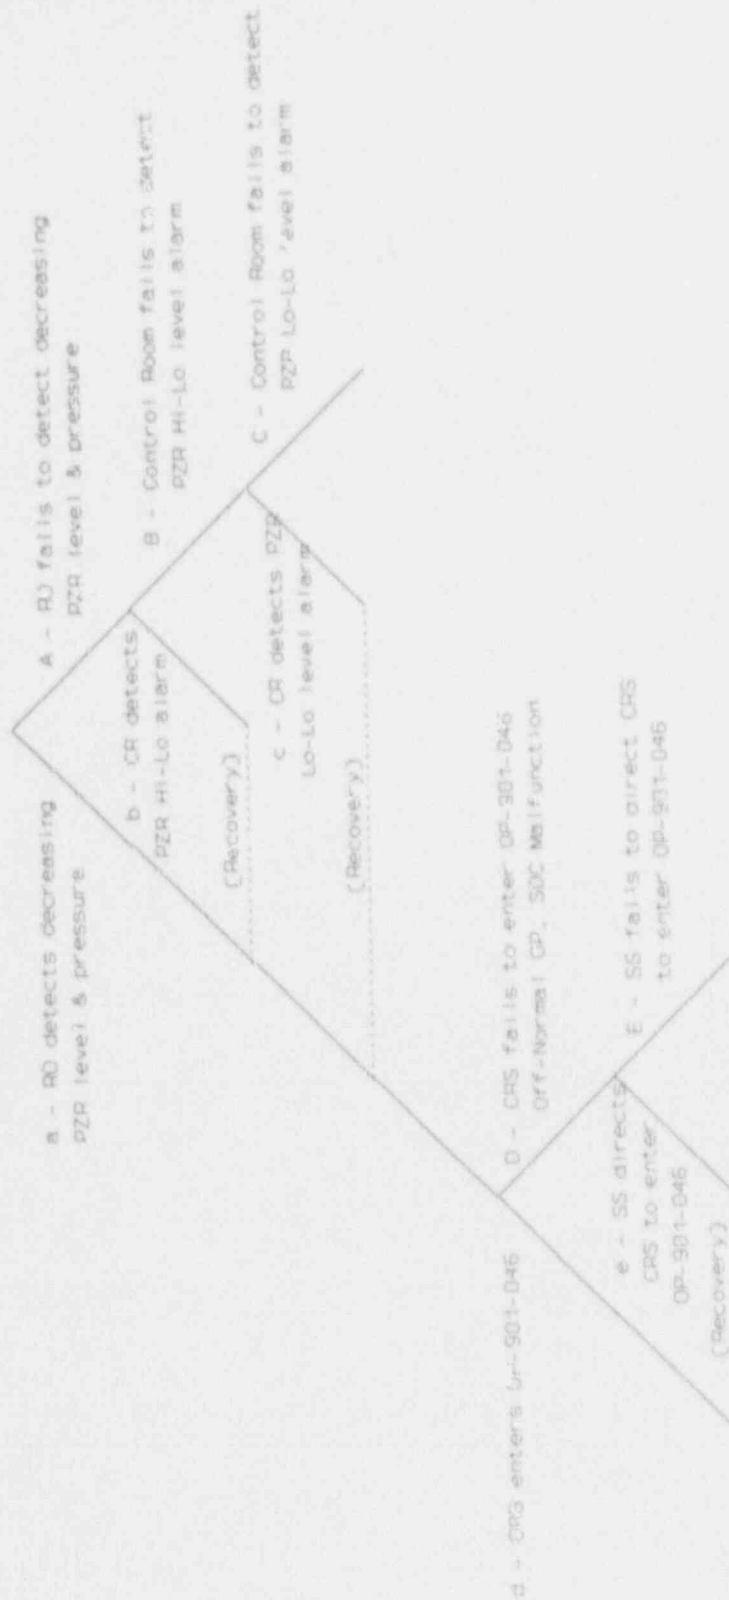 a - RO detects decreasing
PZR level & pressure
A - RO fails to detect decreasing
PZR level & pressure
b - CR detects
PZR Hi-Lo alarm
(Recovery)
B - Control Room fails to detect
PZR Hi-Lo level alarm
c - CR detects PZR
Lo-Lo level alarm
(Recovery)
C - Control Room fails to detect
PZR Lo-Lo level alarm
d - CRS enters OP-901-046
D - CRS fails to enter OP-901-046
Off-Normal OP, SDC Malfunction
e - SS directs
CRS to enter
OP-901-046
(Recovery)
E - SS fails to direct CRS
to enter OP-901-046